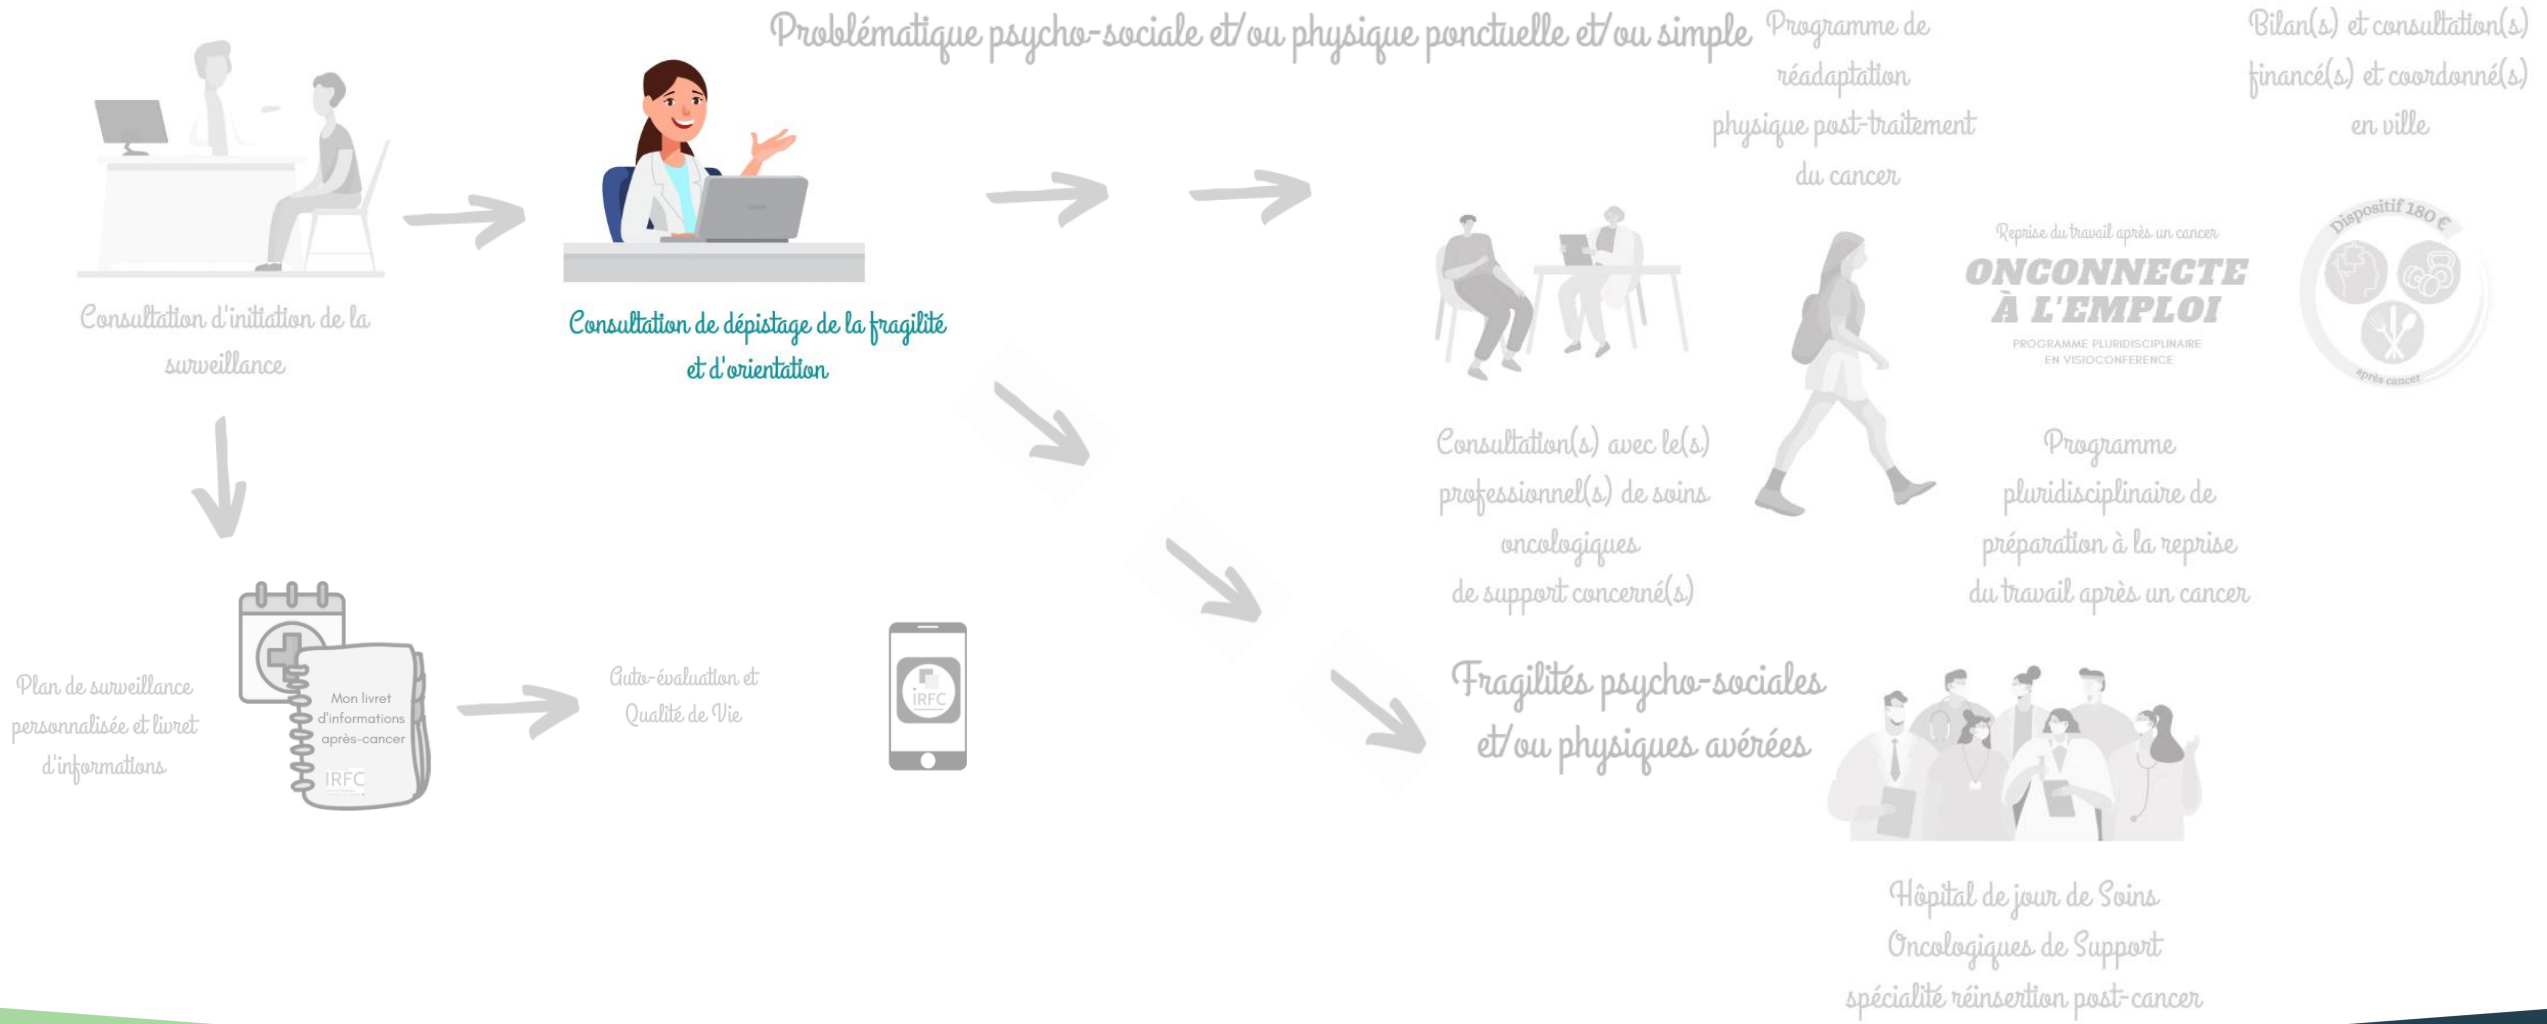 Problématique psycho-sociale et/ou physique ponctuelle et/ou simple
Consultation d'initiation de la
surveillance
Consultation de dépistage de la fragilité
et d'orientation
Plan de surveillance
personnalisée et livret
d'informations
Mon livret
d'informations
après-cancer
IRFC
Auto-évaluation et
Qualité de Vie
iRFC
Consultation(s) avec le(s)
professionnel(s) de soins
oncologiques
de support concerné(s)
Programme de
réadaptation
physique post-traitement
du cancer
Reprise du travail après un cancer
ONCONNECTE
À L'EMPLOI
PROGRAMME PLURIDISCIPLINAIRE
EN VISIOCONFERENCE
Programme
pluridisciplinaire de
préparation à la reprise
du travail après un cancer
Bilan(s) et consultation(s)
financé(s) et coordonné(s)
en ville
Dispositif 180 €
après cancer
Fragilités psycho-sociales
et/ou physiques avérées
Hôpital de jour de Soins
Oncologiques de Support
spécialité réinsertion post-cancer